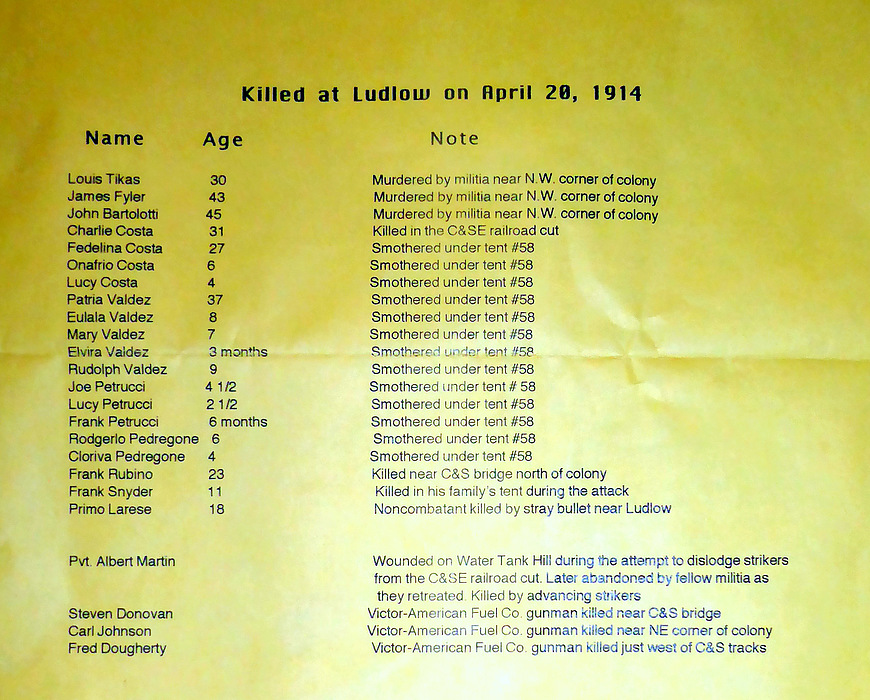 Killed at Ludlow on April 20, 1914
Name Age Note
Louis Tikas 30 Murdered by militia near N.W. corner of colony
James Fyler 43 Murdered by militia near N.W. corner of colony
John Bartolotti 45 Murdered by militia near N.W. corner of colony
Charlie Costa 31 Killed in the C&SE railroad cut
Fedelina Costa 27 Smothered under tent #58
Onafrio Costa 6 Smothered under tent #58
Lucy Costa 4 Smothered under tent #58
Patria Valdez 37 Smothered under tent #58
Eulala Valdez 8 Smothered under tent #58
Mary Valdez 7 Smothered under tent #58
Elvira Valdez 3 months Smothered under tent #58
Rudolph Valdez 9 Smothered under tent #58
Joe Petrucci 4 1/2 Smothered under tent # 58
Lucy Petrucci 2 1/2 Smothered under tent #58
Frank Petrucci 6 months Smothered under tent #58
Rodgerlo Pedregone 6 Smothered under tent #58
Cloriva Pedregone 4 Smothered under tent #58
Frank Rubino 23 Killed near C&S bridge north of colony
Frank Snyder 11 Killed in his family's tent during the attack
Primo Larese 18 Noncombatant killed by stray bullet near Ludlow
Pvt. Albert Martin Wounded on Water Tank Hill during the attempt to dislodge strikers
from the C&SE railroad cut. Later abandoned by fellow militia as
they retreated. Killed by advancing strikers
Steven Donovan Victor-American Fuel Co. gunman killed near C&S bridge
Carl Johnson Victor-American Fuel Co. gunman killed near NE corner of colony
Fred Dougherty Victor-American Fuel Co. gunman killed just west of C&S tracks